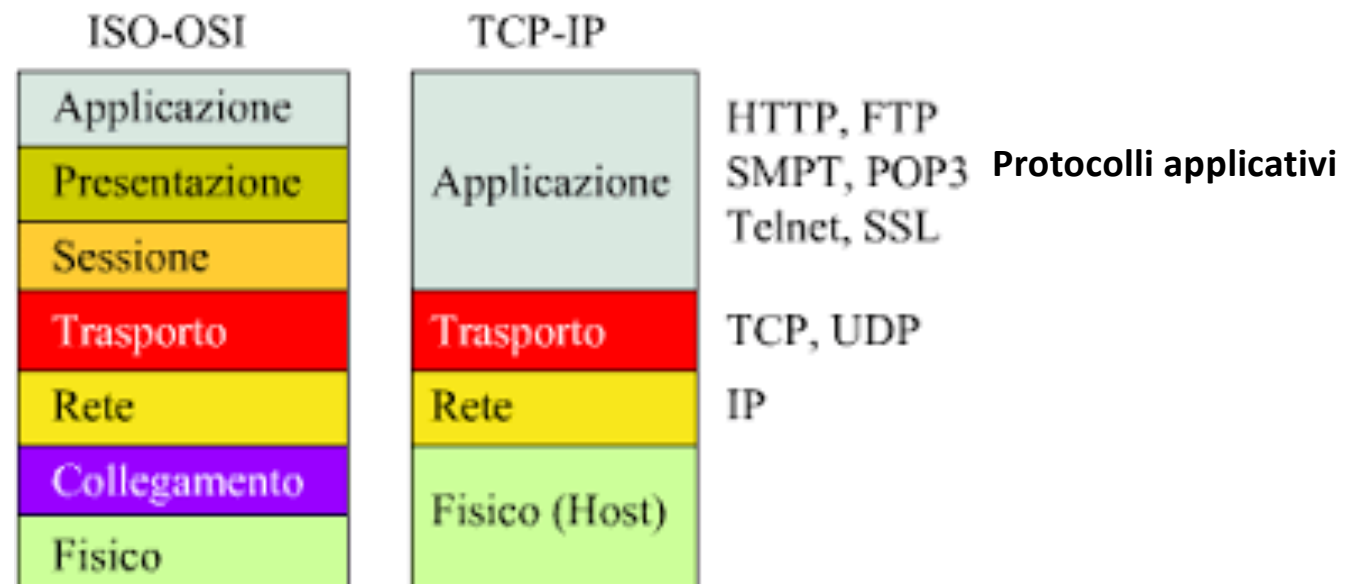 ISO-OSI
TCP-IP
Applicazione
Presentazione
Sessione
Trasporto
Rete
Collegamento
Fisico
Applicazione
Trasporto
Rete
Fisico (Host)
HTTP, FTP
SMPT, POP3
Telnet, SSL
Protocolli applicativi
TCP, UDP
IP